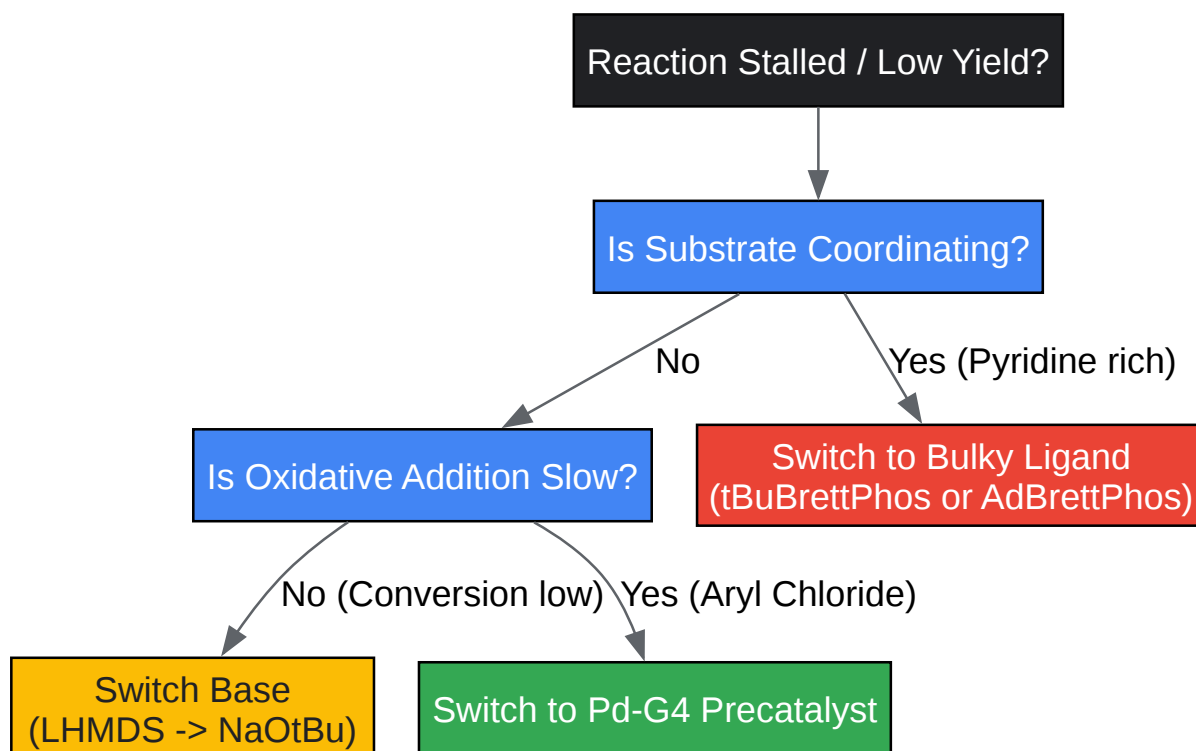 Reaction Stalled / Low Yield?
Is Substrate Coordinating?
No
Yes (Pyridine rich)
Is Oxidative Addition Slow?
Switch to Bulky Ligand
(tBuBrettPhos or AdBrettPhos)
No (Conversion low)
Yes (Aryl Chloride)
Switch Base
(LHMDS -> NaOtBu)
Switch to Pd-G4 Precatalyst